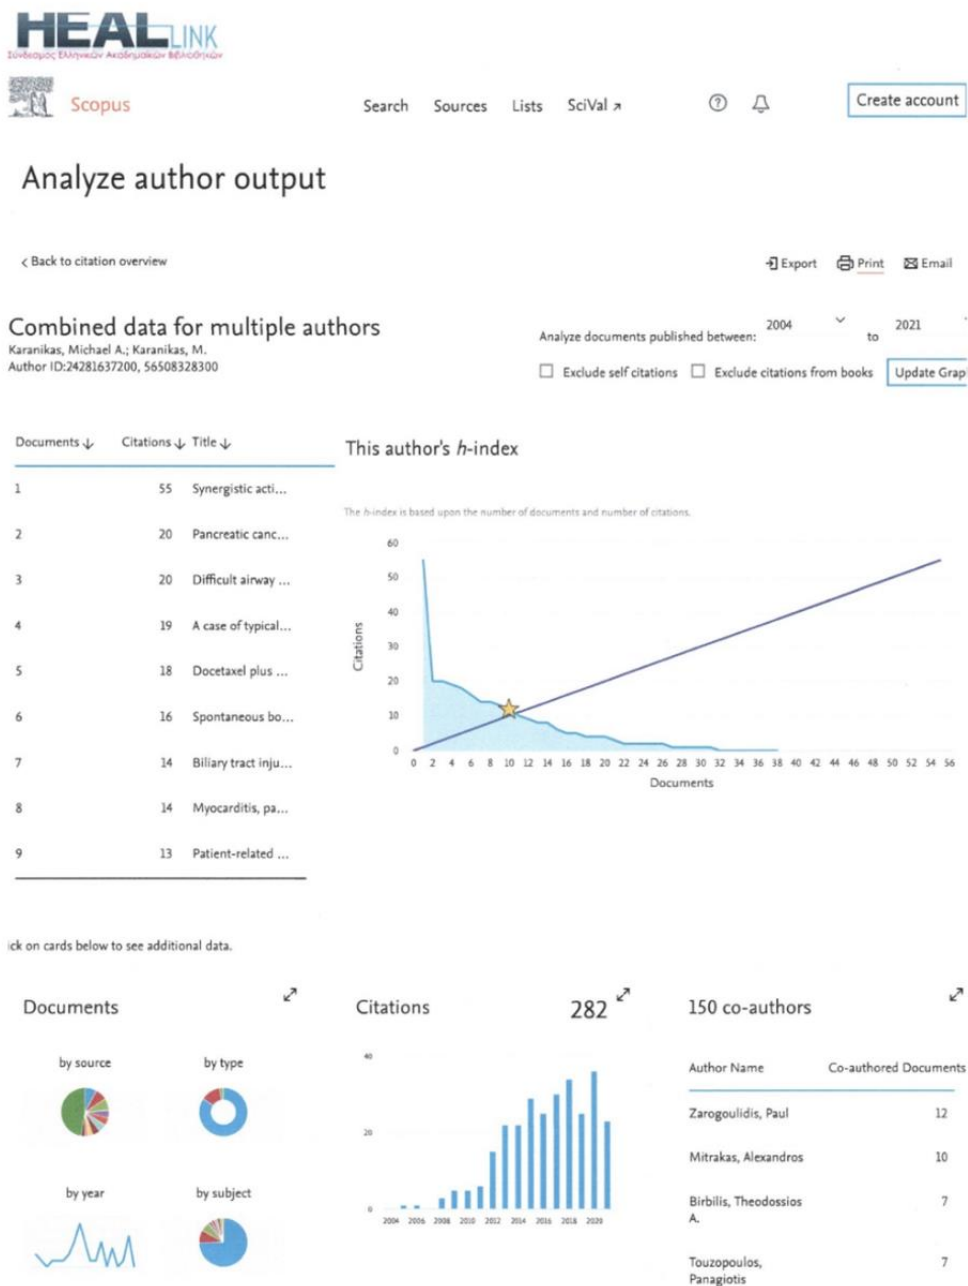 HEAL LINK
Σύνδεσμος Ελληνικών Ακαδημαϊκών Βιβλιοθηκών
Scopus
Search Sources Lists SciVal
Create account
Analyze author output
Back to citation overview
Export Print Email
Combined data for multiple authors
Karanikas, Michael A.; Karanikas, M.
Author ID:24281637200, 56508328300
Analyze documents published between: 2004 to 2021
Exclude self citations Exclude citations from books Update Grap
Documents Citations Title
1 55 Synergistic acti...
2 20 Pancreatic canc...
3 20 Difficult airway ...
4 19 A case of typical...
5 18 Docetaxel plus ...
6 16 Spontaneous bo...
7 14 Biliary tract inju...
8 14 Myocarditis, pa...
9 13 Patient-related ...
This author's h-index
The h-index is based upon the number of documents and number of citations.
60
50
40
30
20
10
0
Citations
0 2 4 6 8 10 12 14 16 18 20 22 24 26 28 30 32 34 36 38 40 42 44 46 48 50 52 54 56
Documents
ick on cards below to see additional data.
Documents
by source by type
by year by subject
Citations 282
40
20
0
2004 2006 2008 2010 2012 2014 2016 2018 2020
150 co-authors
Author Name Co-authored Documents
Zarogoulidis, Paul 12
Mitrakas, Alexandros 10
Birbilis, Theodossios 7
A.
Touzopoulos, 7
Panagiotis